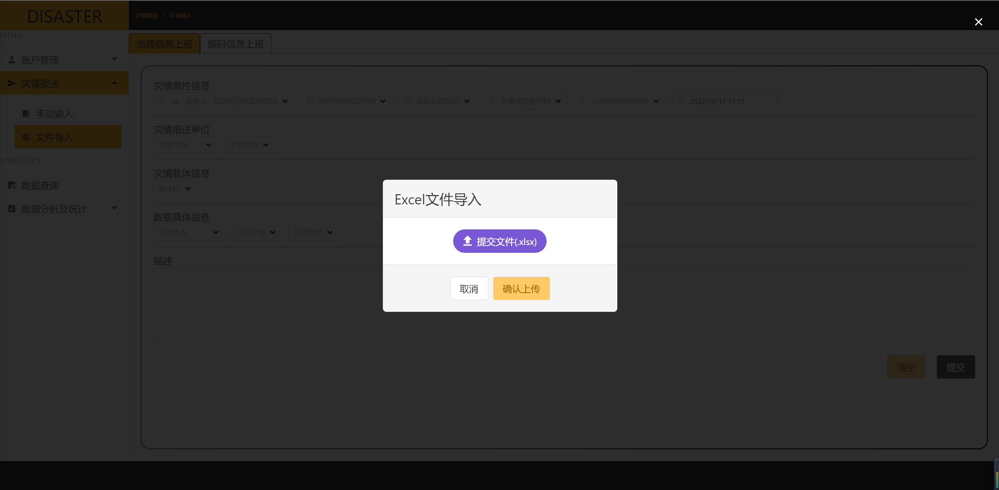 DISASTER
灾情报送 / 手动输入
MENU
地理信息上报 编码信息上报
账户管理
灾情报送
手动输入
文件导入
STATISTICS
数据查询
数据分析及统计
灾情属性信息
省、直辖市、自治区行政区划代码 地市行政区划代码 县区行政区划 乡镇或街道代码 行政村或社区代码 2023/10/31 19:11
灾情报送单位
大类代码 子类代码
灾情载体信息
载体码
数据具体信息
灾害大类 灾害子类 灾情指标
描述
Excel文件导入
提交文件(.xlsx)
取消 确认上传
清空 提交